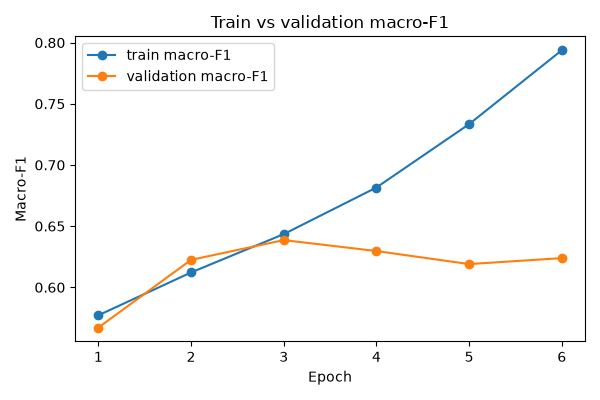 Train vs validation macro-F1
train macro-F1
validation macro-F1
Macro-F1
0.80
0.75
0.70
0.65
0.60
1 2 3 4 5 6
Epoch